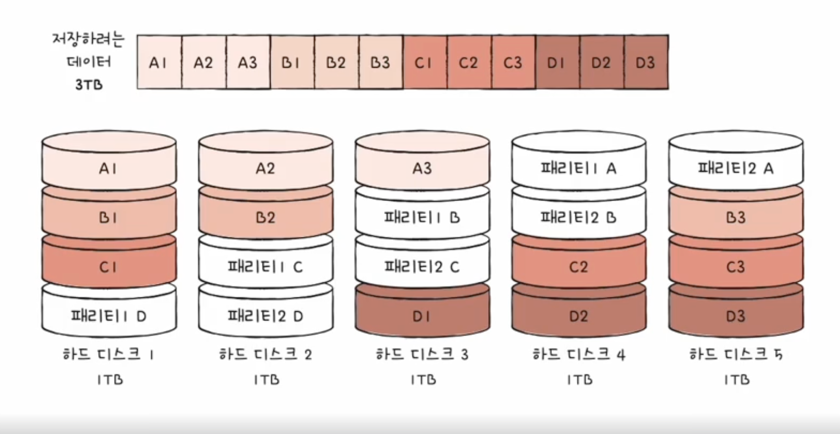 저장하려는
데이터
3TB
A1 A2 A3 B1 B2 B3 C1 C2 C3 D1 D2 D3
A1 A2 A3 패리티1 A 패리티2 A
B1 B2 패리티1 B 패리티2 B B3
C1 패리티1 C 패리티2 C C2 C3
패리티1 D 패리티2 D D1 D2 D3
하드 디스크 1 하드 디스크 2 하드 디스크 3 하드 디스크 4 하드 디스크 5
1TB 1TB 1TB 1TB 1TB